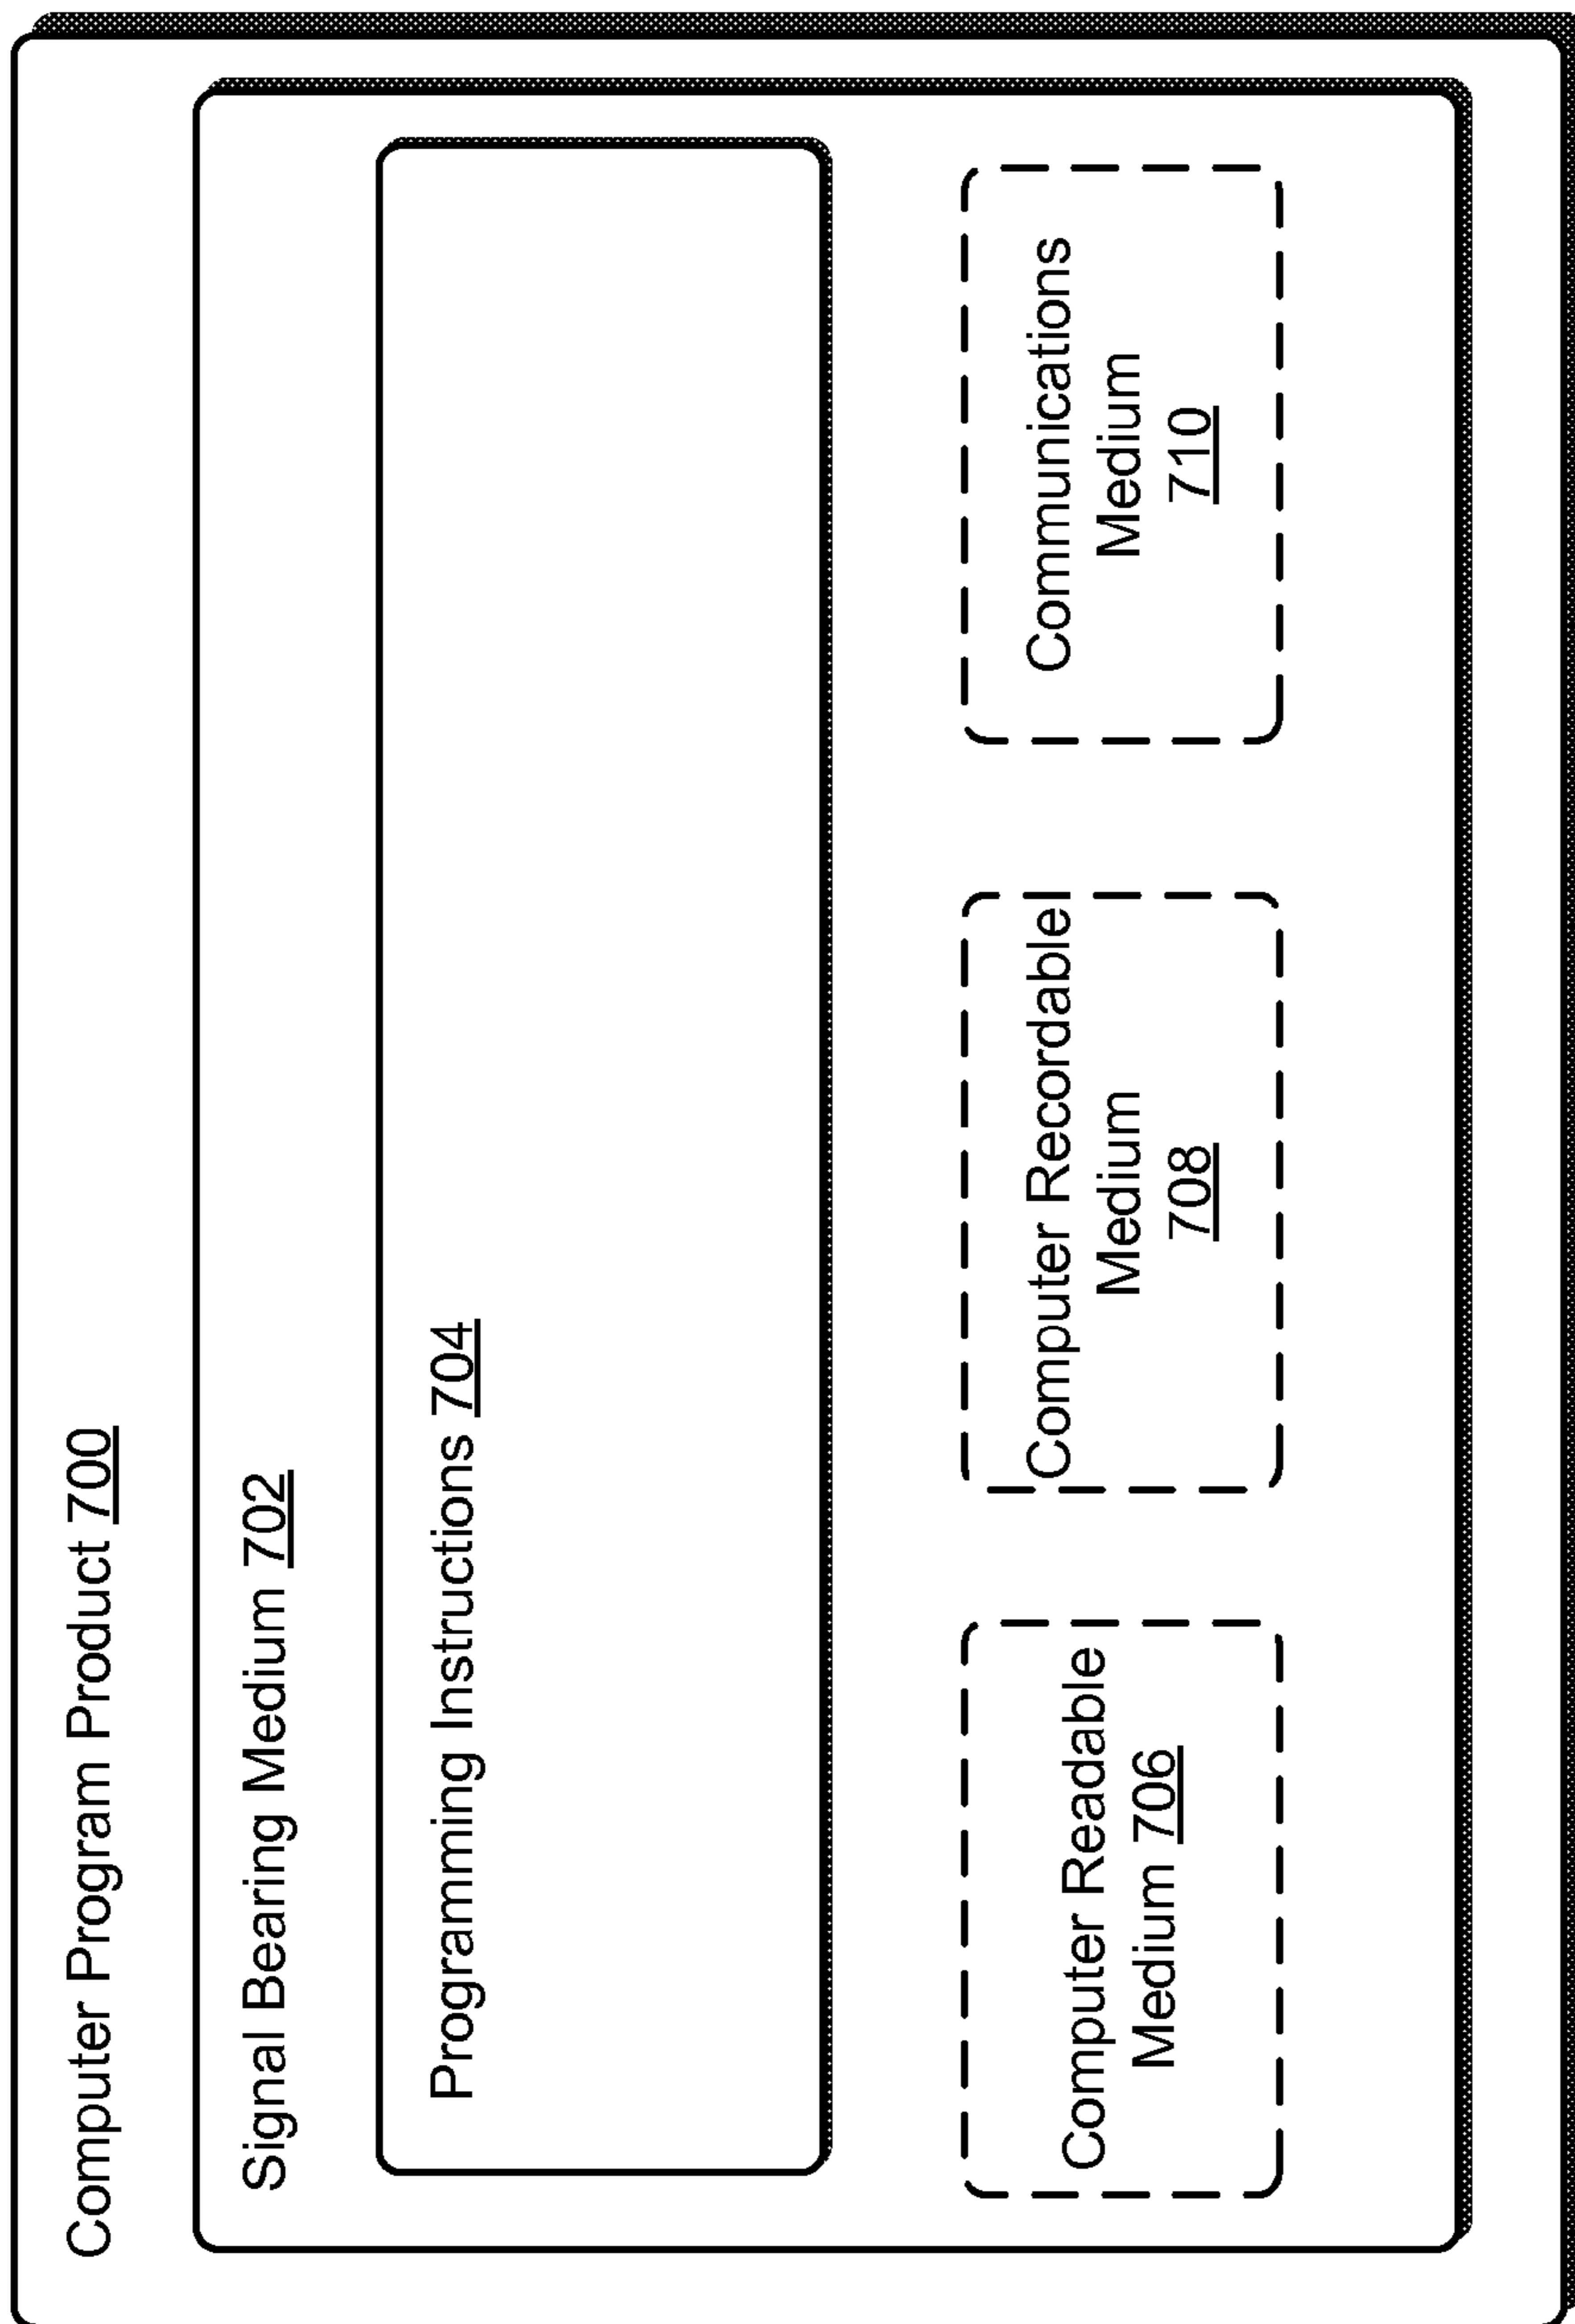 Computer Program Product 700
Signal Bearing Medium 702
Programming Instructions 704
Computer Readable
Medium 706
Computer Recordable
Medium
708
Communications
Medium
710